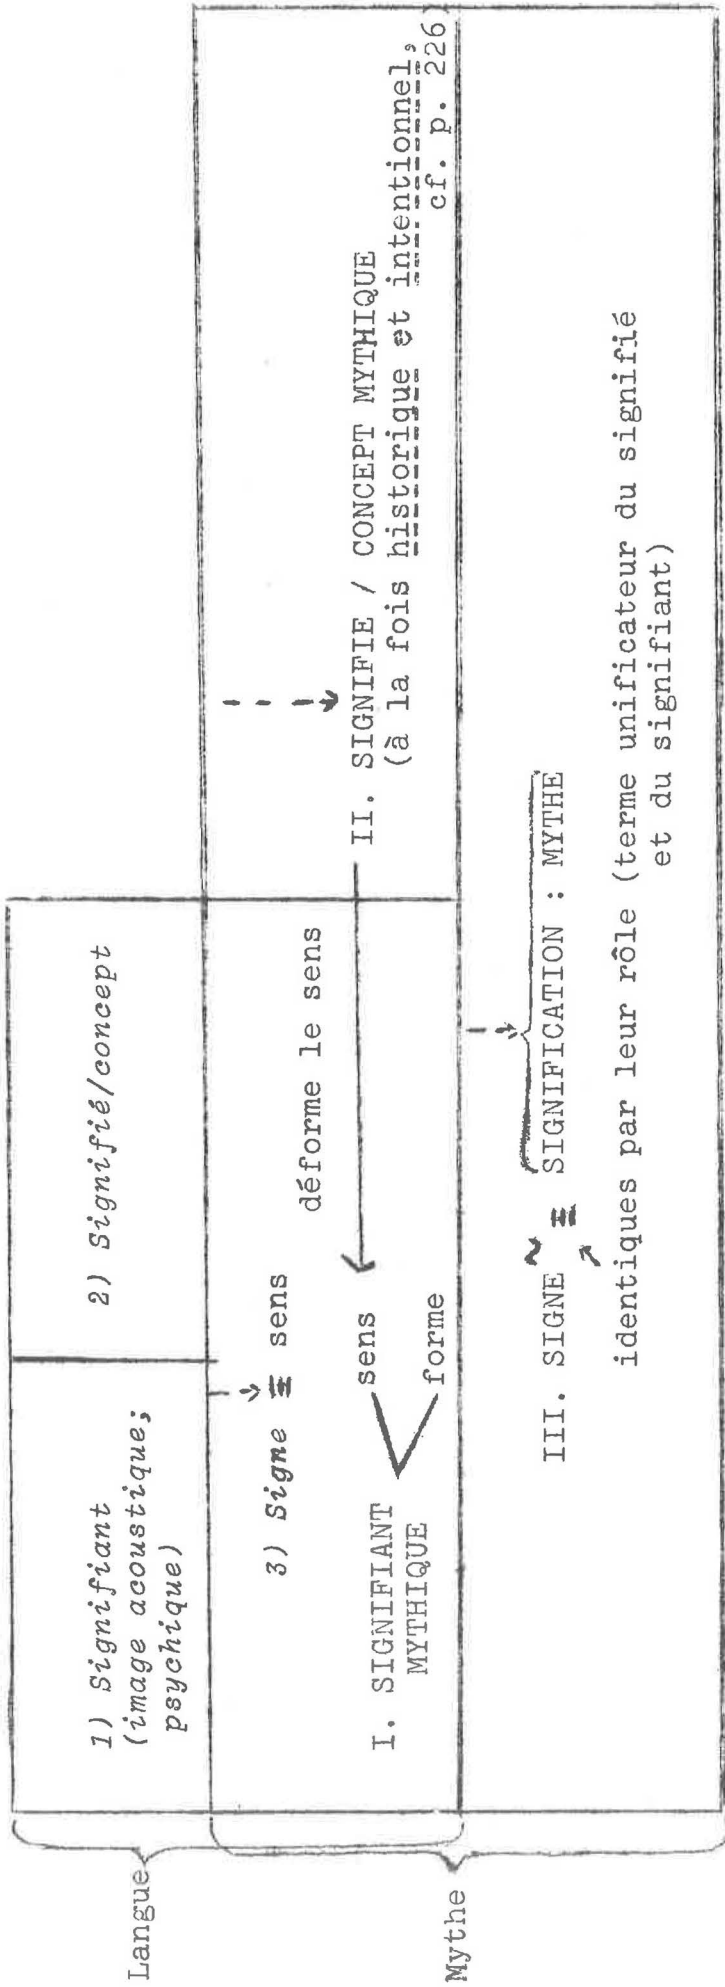 Langue
1) Signifiant
(image acoustique;
psychique)
2) Signifié/concept
3) Signe ≡ sens
déforme le sens
Mythe
I. SIGNIFIANT
MYTHIQUE
sens
forme
II. SIGNIFIE / CONCEPT MYTHIQUE
(à la fois historique et intentionnel,
cf. p. 226)
III. SIGNE ≅ SIGNIFICATION : MYTHE
identiques par leur rôle (terme unificateur du signifié
et du signifiant)